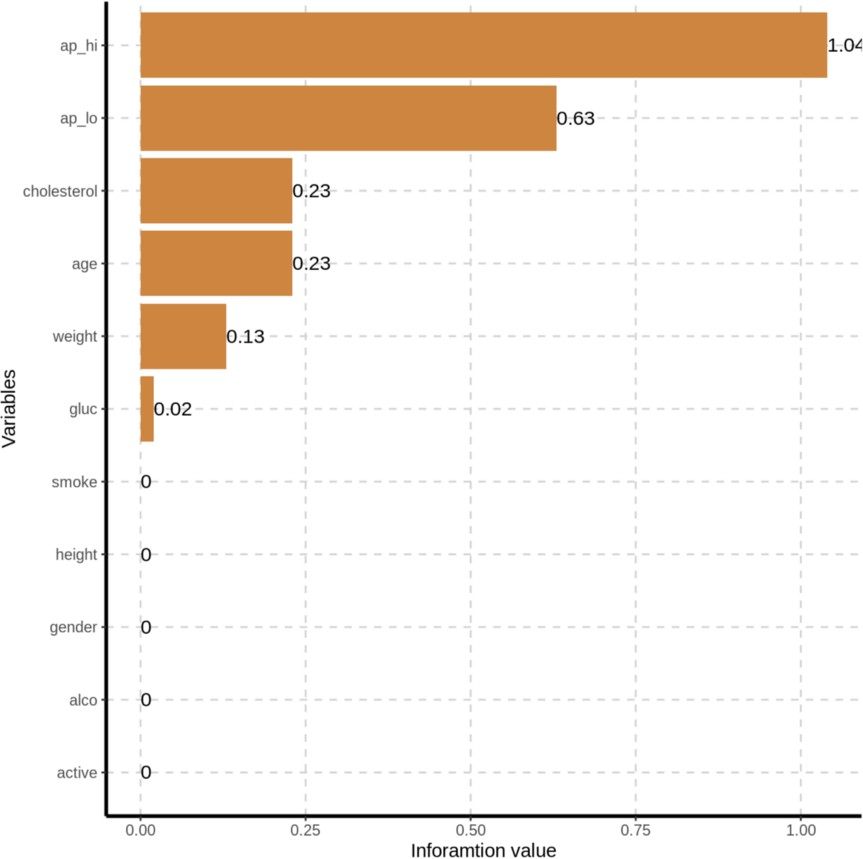 ap_hi 1.04
ap_lo 0.63
cholesterol 0.23
age 0.23
weight 0.13
gluc 0.02
smoke 0
height 0
gender 0
alco 0
active 0
Variables
0.00 0.25 0.50 0.75 1.00
Inforamtion value